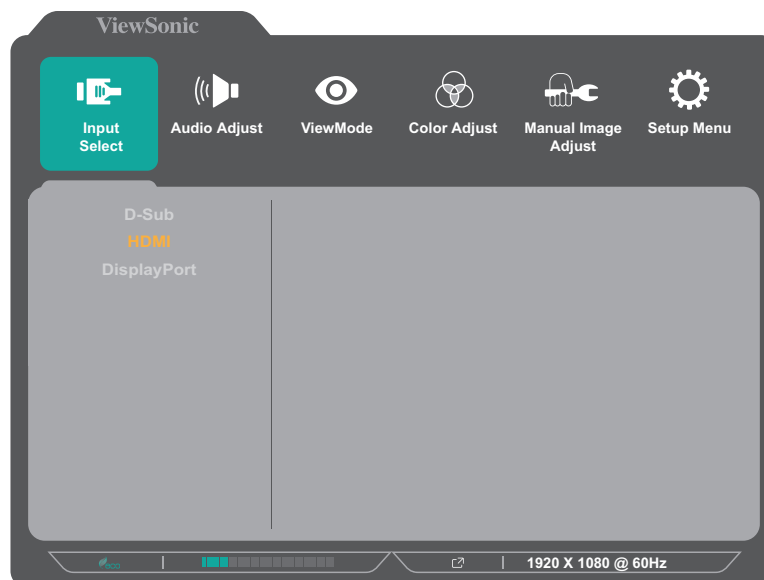 ViewSonic
Input
Select
Audio Adjust
ViewMode
Color Adjust
Manual Image
Adjust
Setup Menu
D-Sub
HDMI
DisplayPort
eco
1920 X 1080 @ 60Hz